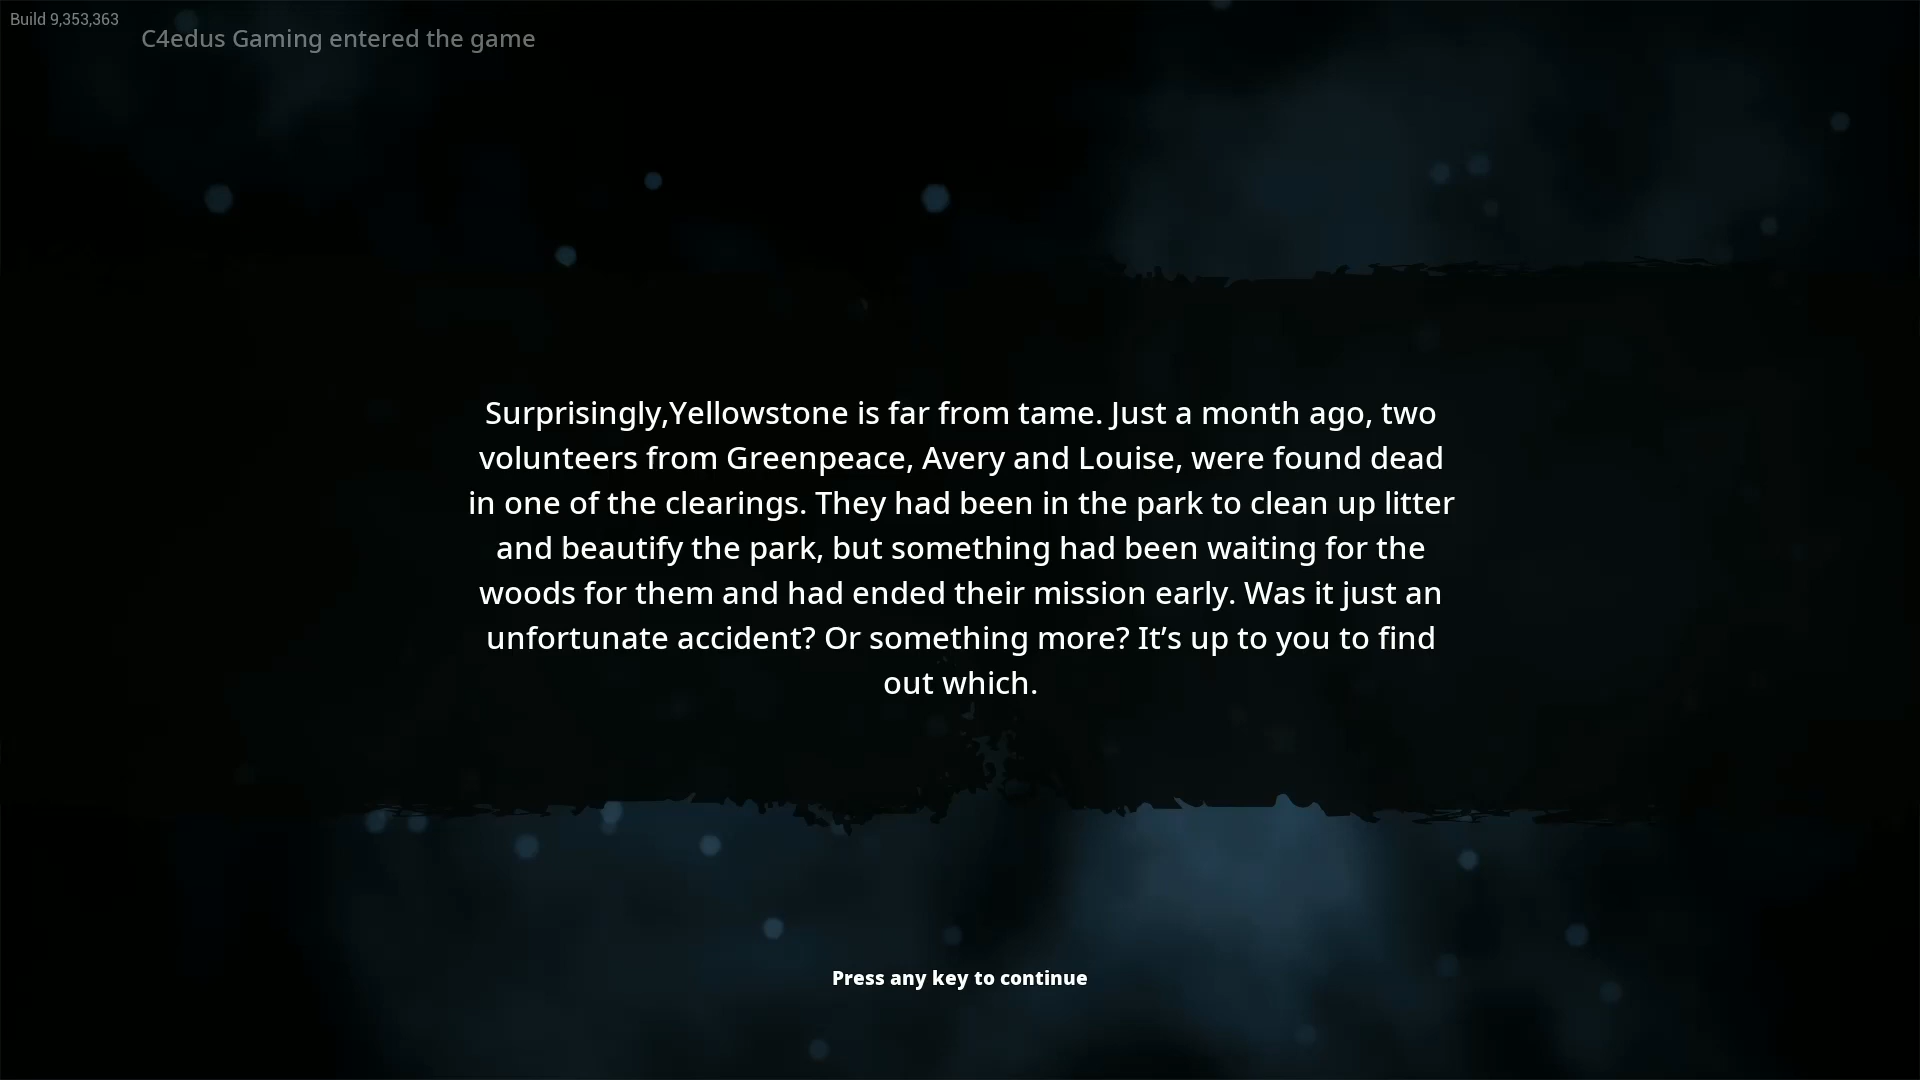 Build 9,353,363
C4edus Gaming entered the game
Surprisingly,Yellowstone is far from tame. Just a month ago, two
volunteers from Greenpeace, Avery and Louise, were found dead
in one of the clearings. They had been in the park to clean up litter
and beautify the park, but something had been waiting for the
woods for them and had ended their mission early. Was it just an
unfortunate accident? Or something more? It’s up to you to find
out which.
Press any key to continue